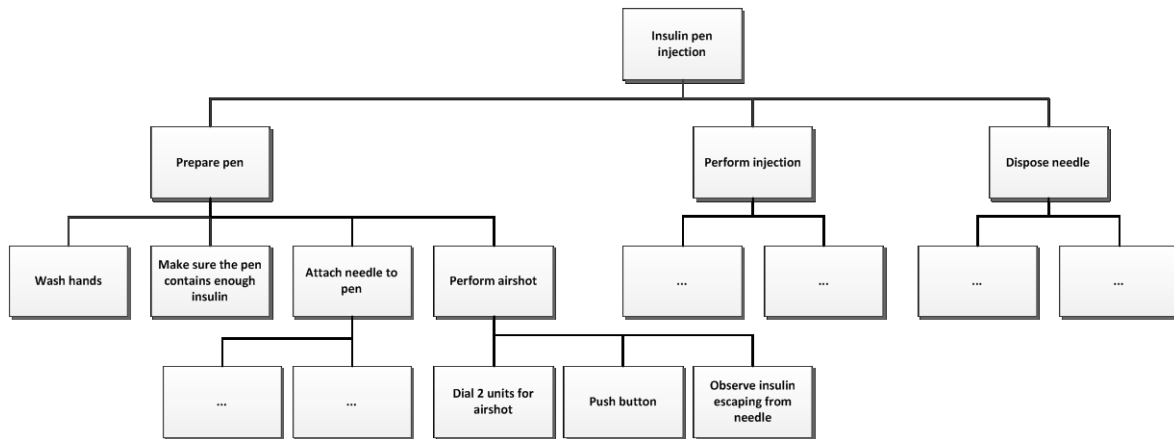 Insulin pen
injection
Prepare pen
Perform injection
Dispose needle
Wash hands
Make sure the pen
contains enough
insulin
Attach needle to
pen
Perform airshot
...
...
...
...
...
...
Dial 2 units for
airshot
Push button
Observe insulin
escaping from
needle